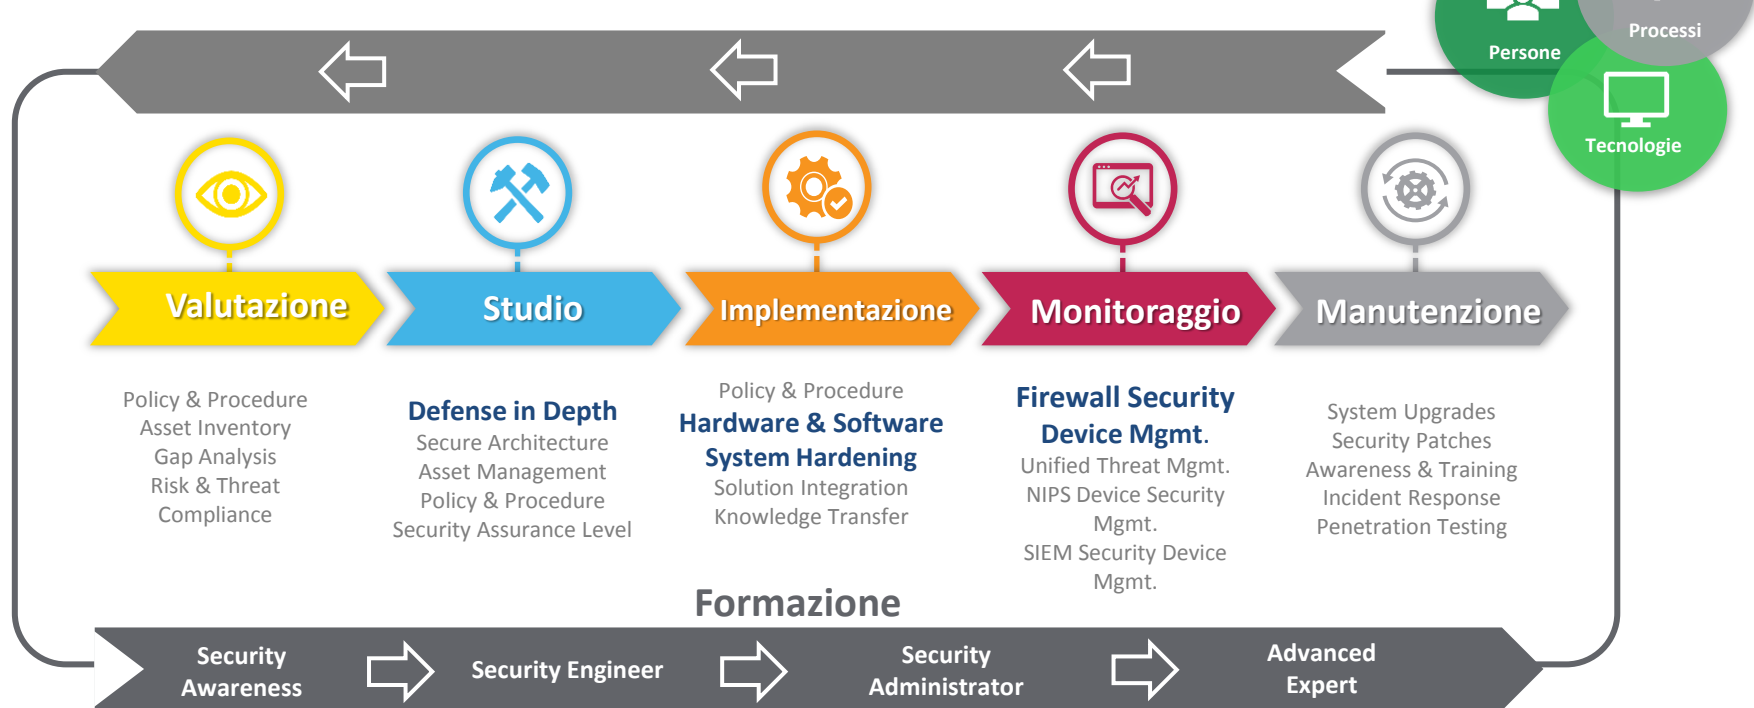 Persone
Processi
Tecnologie
Valutazione
Studio
Implementazione
Monitoraggio
Manutenzione
Policy & Procedure
Asset Inventory
Gap Analysis
Risk & Threat
Compliance
Defense in Depth
Secure Architecture
Asset Management
Policy & Procedure
Security Assurance Level
Policy & Procedure
Hardware & Software
System Hardening
Solution Integration
Knowledge Transfer
Firewall Security
Device Mgmt.
Unified Threat Mgmt.
NIPS Device Security
Mgmt.
SIEM Security Device
Mgmt.
System Upgrades
Security Patches
Awareness & Training
Incident Response
Penetration Testing
Formazione
Security
Awareness
Security Engineer
Security
Administrator
Advanced
Expert